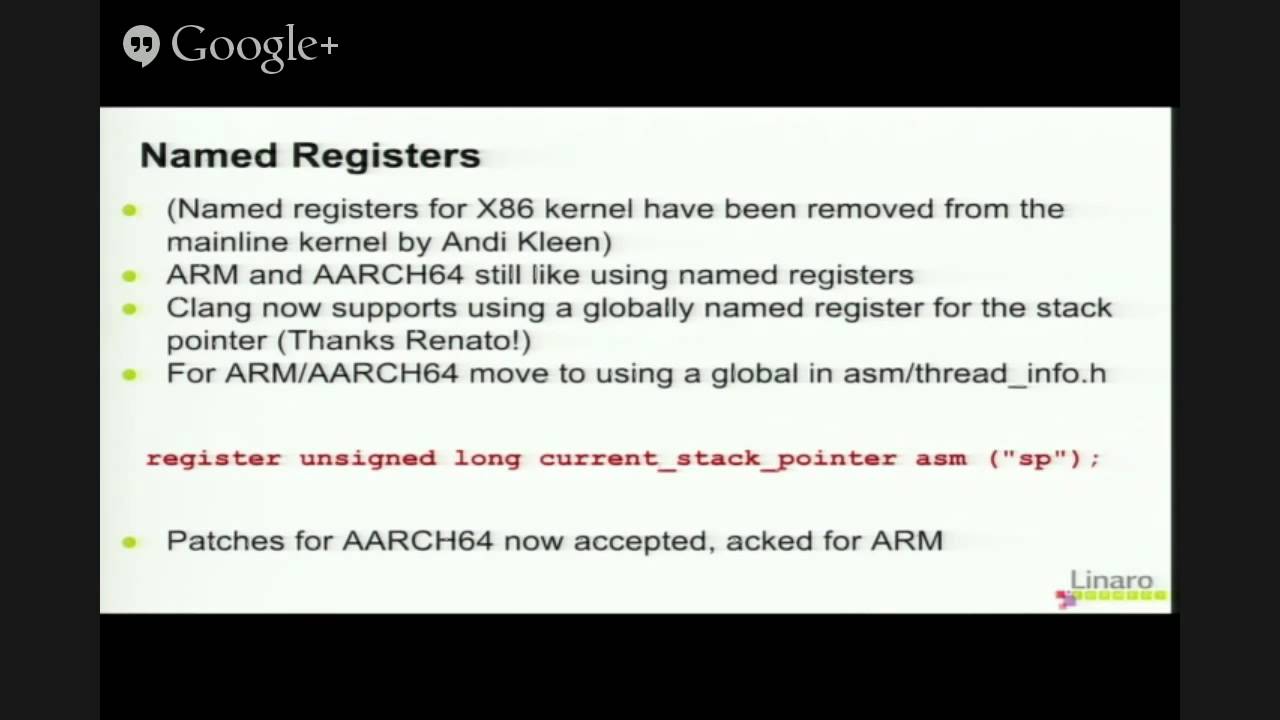 Google+
Named Registers
(Named registers for X86 kernel have been removed from the
mainline kernel by Andi Kleen)
ARM and AARCH64 still like using named registers
Clang now supports using a globally named register for the stack
pointer (Thanks Renato!)
For ARM/AARCH64 move to using a global in asm/thread_info.h
register unsigned long current_stack_pointer asm ("sp");
Patches for AARCH64 now accepted, acked for ARM
Linaro